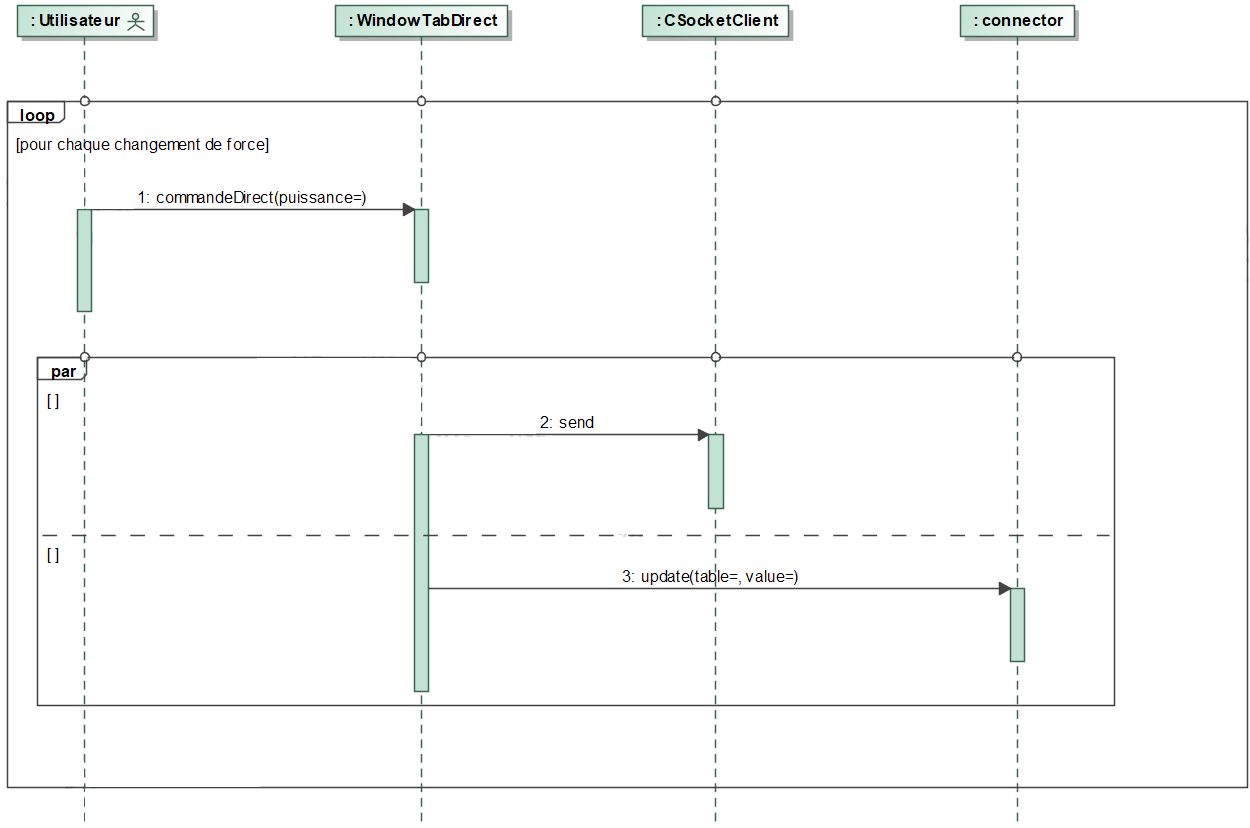 : Utilisateur
: WindowTabDirect
: CSocketClient
: connector
loop
[pour chaque changement de force]
1: commandeDirect(puissance=)
par
[ ]
2: send
[ ]
3: update(table=, value=)